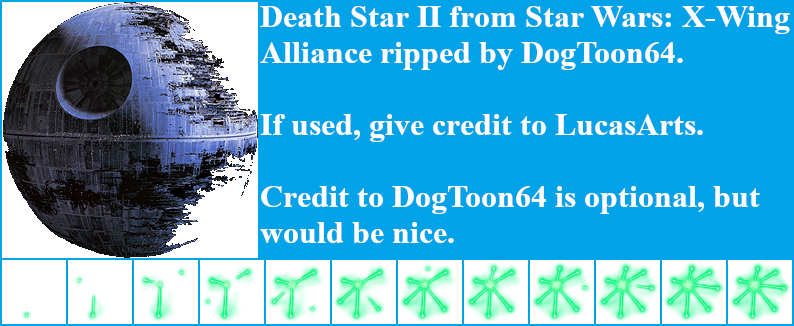 Death Star II from Star Wars: X-Wing
Alliance ripped by DogToon64.
If used, give credit to LucasArts.
Credit to DogToon64 is optional, but
would be nice.